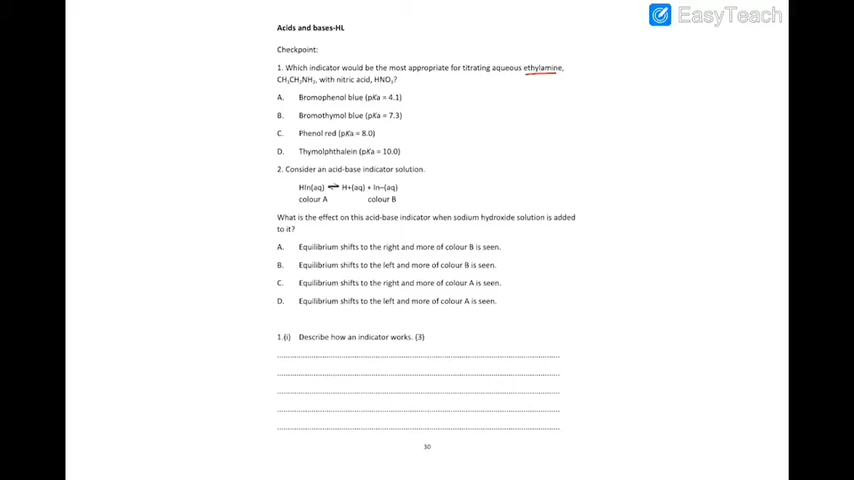 EasyTeach
Acids and bases-HL
Checkpoint:
1. Which indicator would be the most appropriate for titrating aqueous ethylamine,
CH₃CH₂NH₂, with nitric acid, HNO₃?
A. Bromophenol blue (pKa = 4.1)
B. Bromothymol blue (pKa = 7.3)
C. Phenol red (pKa = 8.0)
D. Thymolphthalein (pKa = 10.0)
2. Consider an acid-base indicator solution.
HIn(aq) ⇌ H+(aq) + In–(aq)
colour A colour B
What is the effect on this acid-base indicator when sodium hydroxide solution is added
to it?
A. Equilibrium shifts to the right and more of colour B is seen.
B. Equilibrium shifts to the left and more of colour B is seen.
C. Equilibrium shifts to the right and more of colour A is seen.
D. Equilibrium shifts to the left and more of colour A is seen.
1.(i) Describe how an indicator works. (3)
30